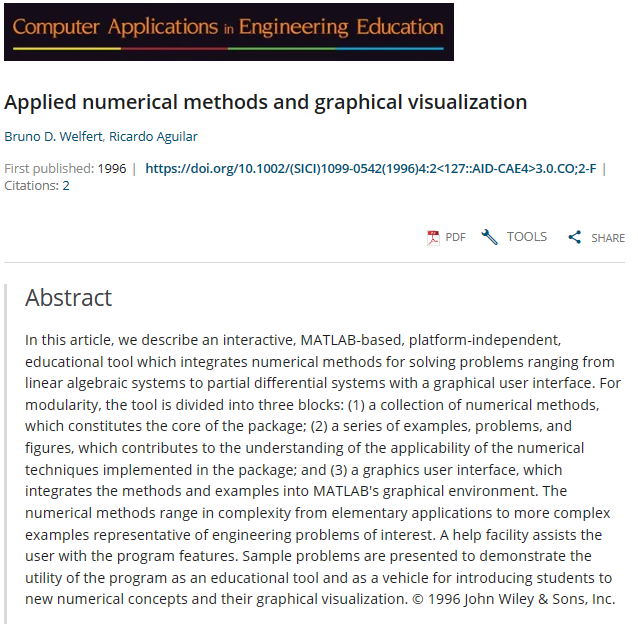 Computer Applications in Engineering Education
Applied numerical methods and graphical visualization
Bruno D. Welfert, Ricardo Aguilar
First published: 1996 | https://doi.org/10.1002/(SICI)1099-0542(1996)4:2<127::AID-CAE4>3.0.CO;2-F |
Citations: 2
PDF TOOLS SHARE
Abstract
In this article, we describe an interactive, MATLAB-based, platform-independent,
educational tool which integrates numerical methods for solving problems ranging from
linear algebraic systems to partial differential systems with a graphical user interface. For
modularity, the tool is divided into three blocks: (1) a collection of numerical methods,
which constitutes the core of the package; (2) a series of examples, problems, and
figures, which contributes to the understanding of the applicability of the numerical
techniques implemented in the package; and (3) a graphics user interface, which
integrates the methods and examples into MATLAB's graphical environment. The
numerical methods range in complexity from elementary applications to more complex
examples representative of engineering problems of interest. A help facility assists the
user with the program features. Sample problems are presented to demonstrate the
utility of the program as an educational tool and as a vehicle for introducing students to
new numerical concepts and their graphical visualization. © 1996 John Wiley & Sons, Inc.